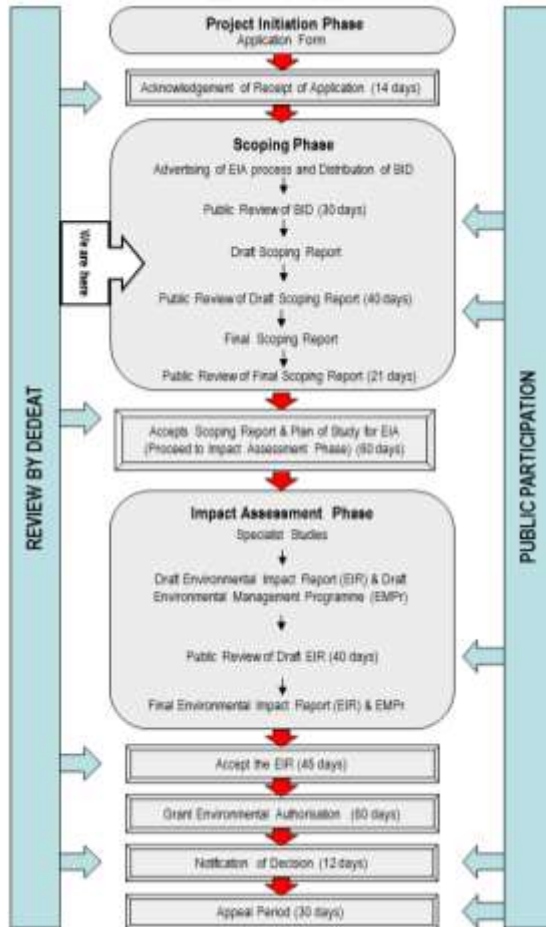 Project Initiation Phase
Application Form
Acknowledgement of Receipt of Application (14 days)
Scoping Phase
Advertising of EIA process and Distribution of BID
Public Review of BID (30 days)
Draft Scoping Report
Public Review of Draft Scoping Report (40 days)
Final Scoping Report
Public Review of Final Scoping Report (21 days)
We are here
Accepts Scoping Report & Plan of Study for EIA
(Proceed to Impact Assessment Phase) (60 days)
Impact Assessment Phase
Specialist Studies
Draft Environmental Impact Report (EIR) & Draft
Environmental Management Programme (EMPr)
Public Review of Draft EIR (40 days)
Final Environmental Impact Report (EIR) & EMPr
Accept the EIR (45 days)
Grant Environmental Authorisation (60 days)
Notification of Decision (12 days)
Appeal Period (30 days)
REVIEW BY DEDEAT
PUBLIC PARTICIPATION